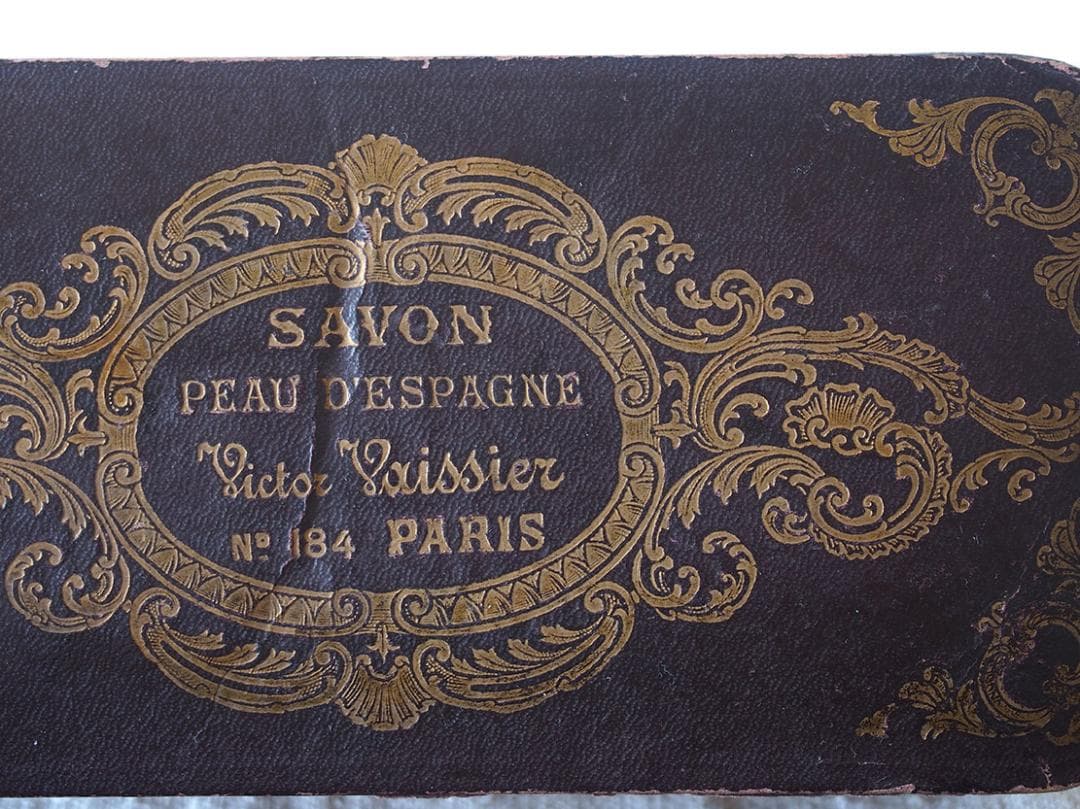 SAVON
PEAU D'ESPAGNE
Victor Vaissier
Nº 184 PARIS